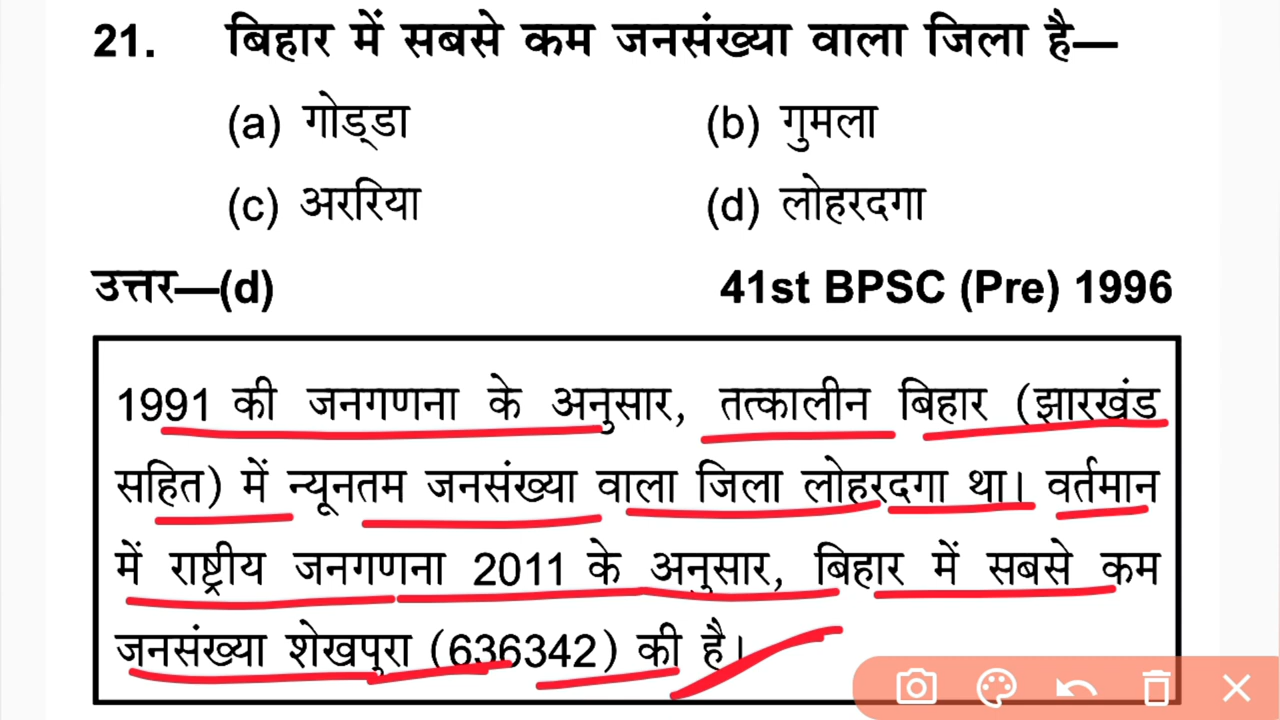 21. बिहार में सबसे कम जनसंख्या वाला जिला है—
(a) गोड्डा (b) गुमला
(c) अररिया (d) लोहरदगा
उत्तर—(d) 41st BPSC (Pre) 1996
1991 की जनगणना के अनुसार, तत्कालीन बिहार (झारखंड
सहित) में न्यूनतम जनसंख्या वाला जिला लोहरदगा था। वर्तमान
में राष्ट्रीय जनगणना 2011 के अनुसार, बिहार में सबसे कम
जनसंख्या शेखपुरा (636342) की है।